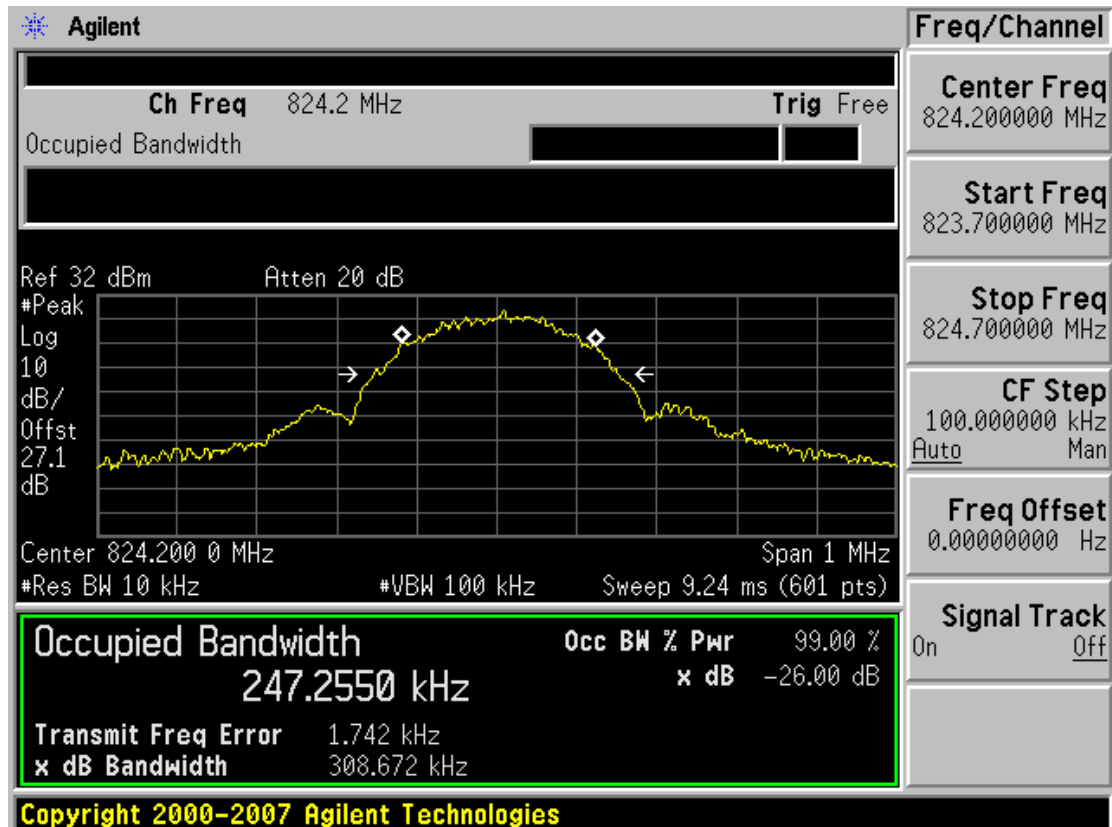 Agilent
Freq/Channel
Ch Freq 824.2 MHz
Trig Free
Occupied Bandwidth
Center Freq
824.200000 MHz
Start Freq
823.700000 MHz
Stop Freq
824.700000 MHz
CF Step
100.000000 kHz
Auto Man
Freq Offset
0.00000000 Hz
Signal Track
On Off
Ref 32 dBm
Atten 20 dB
#Peak
Log
10
dB/
Offst
27.1
dB
Center 824.200 0 MHz
Span 1 MHz
#Res BW 10 kHz
#VBW 100 kHz
Sweep 9.24 ms (601 pts)
Occupied Bandwidth
247.2550 kHz
Occ BW % Pwr 99.00 %
x dB -26.00 dB
Transmit Freq Error 1.742 kHz
x dB Bandwidth 308.672 kHz
Copyright 2000-2007 Agilent Technologies